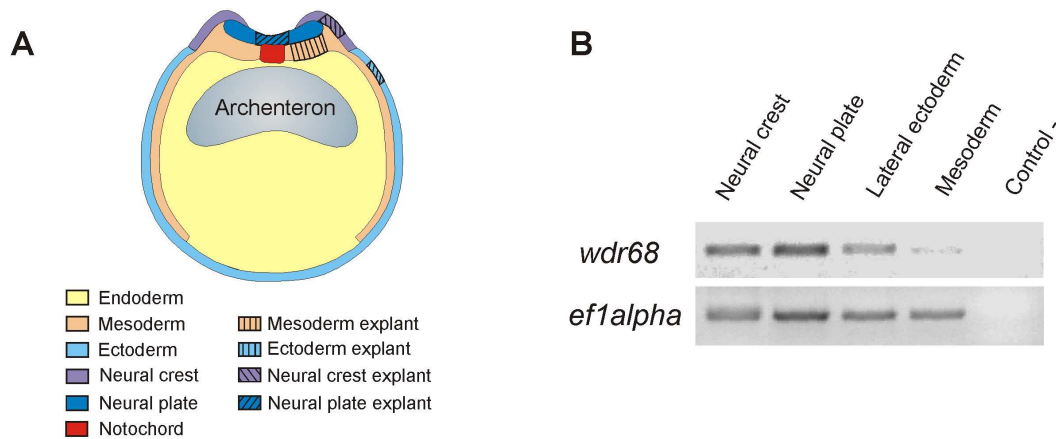 A
Archenteron
Endoderm
Mesoderm
Ectoderm
Neural crest
Neural plate
Notochord
Mesoderm explant
Ectoderm explant
Neural crest explant
Neural plate explant
B
Neural crest
Neural plate
Lateral ectoderm
Mesoderm
Control -
wdr68
ef1alpha